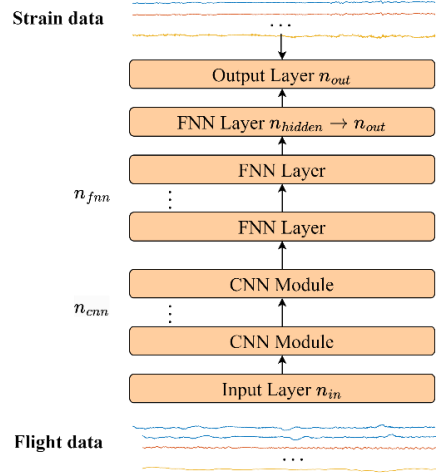 Strain data
...
Output Layer n_out
FNN Layer n_hidden → n_out
FNN Layer
n_fnn
⋮
FNN Layer
CNN Module
n_cnn
⋮
CNN Module
Input Layer n_in
Flight data
...